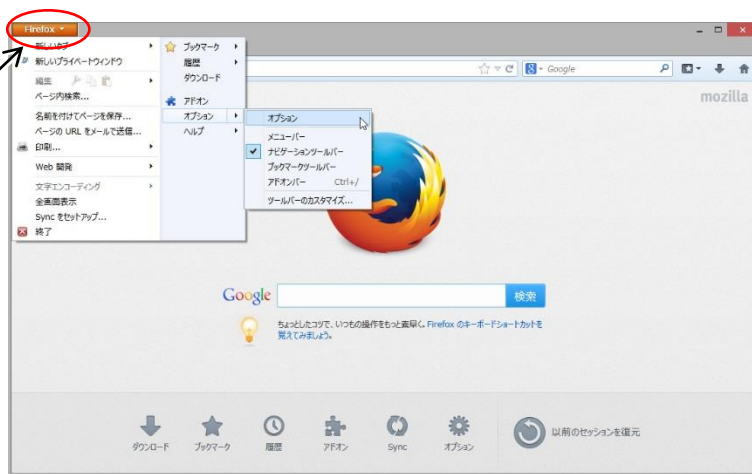 Firefox
新しいタブ
新しいプライベートウィンドウ
編集
ページ内検索...
名前を付けてページを保存...
ページの URL をメールで送信...
印刷...
Web 開発
文字エンコーディング
全画面表示
Sync をセットアップ...
終了
ブックマーク
履歴
ダウンロード
アドオン
オプション
ヘルプ
オプション
メニューバー
ナビゲーションツールバー
ブックマークツールバー
アドオンバー Ctrl+/
ツールバーのカスタマイズ...
Google
mozilla
Google
検索
ちょっとしたコツで、いつもの操作をもっと素早く。Firefox のキーボードショートカットを
覚えてみましょう。
ダウンロード
ブックマーク
履歴
アドオン
Sync
オプション
以前のセッションを復元